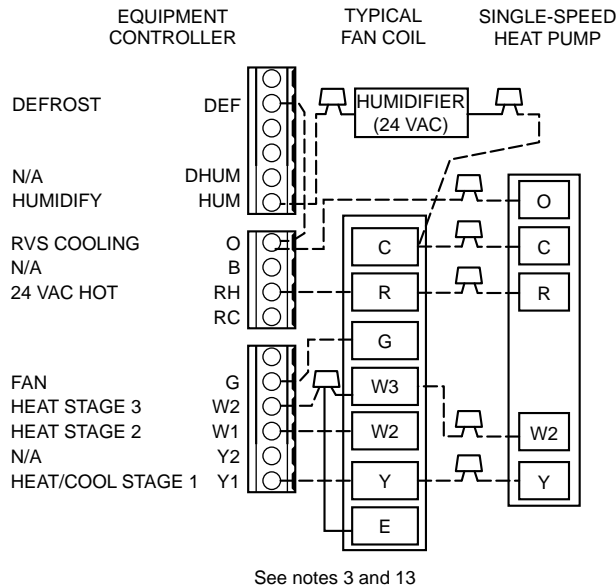 EQUIPMENT
CONTROLLER
TYPICAL
FAN COIL
SINGLE-SPEED
HEAT PUMP
DEFROST DEF
HUMIDIFIER
(24 VAC)
N/A DHUM
HUMIDIFY HUM
RVS COOLING O
N/A B
24 VAC HOT RH
RC
FAN G
HEAT STAGE 3 W2
HEAT STAGE 2 W1
N/A Y2
HEAT/COOL STAGE 1 Y1
C
R
G
W3
W2
Y
E
O
C
R
W2
Y
See notes 3 and 13